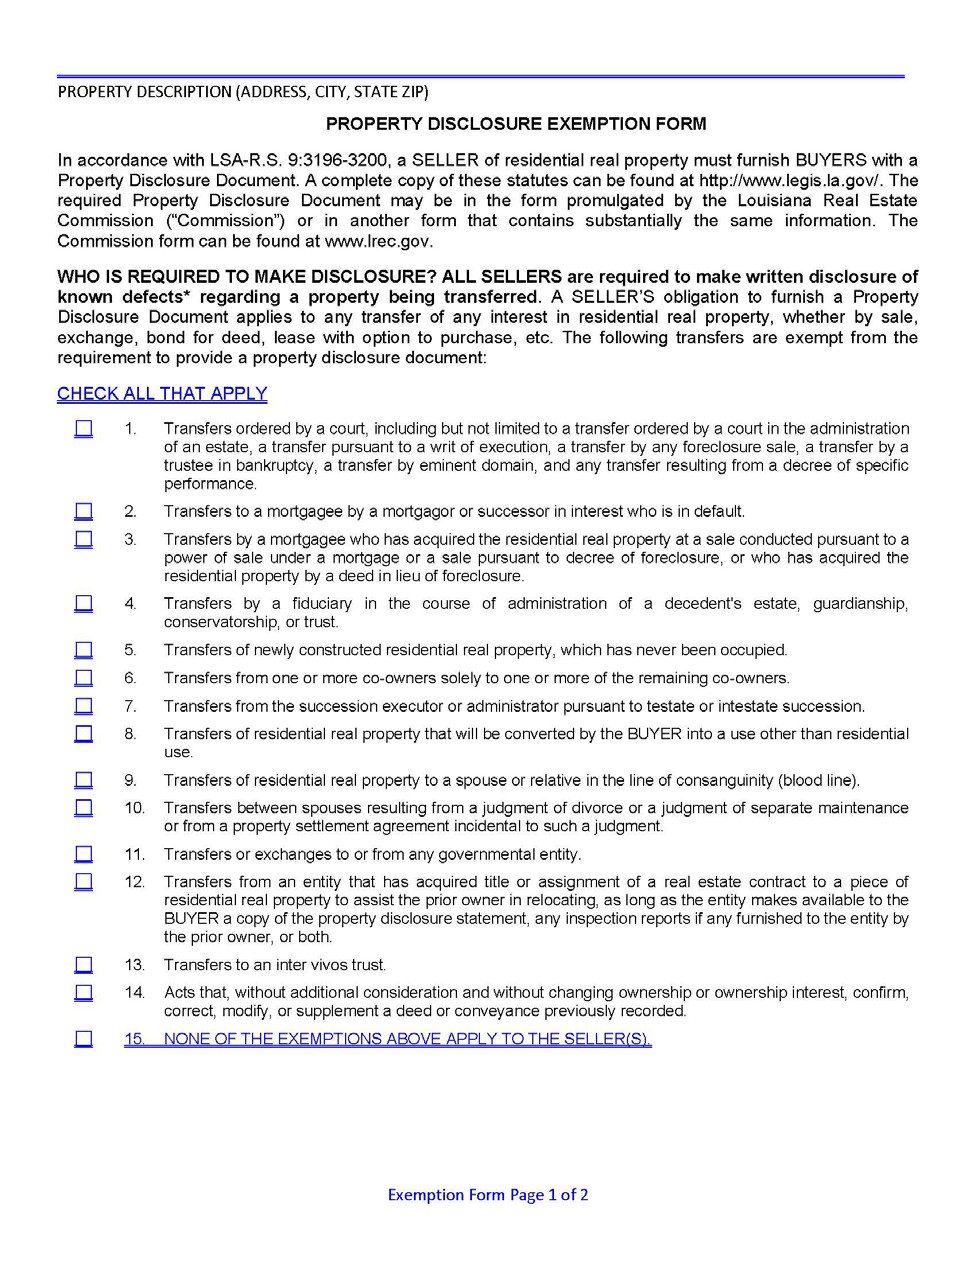 PROPERTY DESCRIPTION (ADDRESS, CITY, STATE ZIP)
PROPERTY DISCLOSURE EXEMPTION FORM
In accordance with LSA-R.S. 9:3196-3200, a SELLER of residential real property must furnish BUYERS with a
Property Disclosure Document. A complete copy of these statutes can be found at http://www.legis.la.gov/. The
required Property Disclosure Document may be in the form promulgated by the Louisiana Real Estate
Commission (“Commission”) or in another form that contains substantially the same information. The
Commission form can be found at www.lrec.gov.
WHO IS REQUIRED TO MAKE DISCLOSURE? ALL SELLERS are required to make written disclosure of
known defects* regarding a property being transferred. A SELLER’S obligation to furnish a Property
Disclosure Document applies to any transfer of any interest in residential real property, whether by sale,
exchange, bond for deed, lease with option to purchase, etc. The following transfers are exempt from the
requirement to provide a property disclosure document:
CHECK ALL THAT APPLY
1. Transfers ordered by a court, including but not limited to a transfer ordered by a court in the administration
of an estate, a transfer pursuant to a writ of execution, a transfer by any foreclosure sale, a transfer by a
trustee in bankruptcy, a transfer by eminent domain, and any transfer resulting from a decree of specific
performance.
2. Transfers to a mortgagee by a mortgagor or successor in interest who is in default.
3. Transfers by a mortgagee who has acquired the residential real property at a sale conducted pursuant to a
power of sale under a mortgage or a sale pursuant to decree of foreclosure, or who has acquired the
residential property by a deed in lieu of foreclosure.
4. Transfers by a fiduciary in the course of administration of a decedent's estate, guardianship,
conservatorship, or trust.
5. Transfers of newly constructed residential real property, which has never been occupied.
6. Transfers from one or more co-owners solely to one or more of the remaining co-owners.
7. Transfers from the succession executor or administrator pursuant to testate or intestate succession.
8. Transfers of residential real property that will be converted by the BUYER into a use other than residential
use.
9. Transfers of residential real property to a spouse or relative in the line of consanguinity (blood line).
10. Transfers between spouses resulting from a judgment of divorce or a judgment of separate maintenance
or from a property settlement agreement incidental to such a judgment.
11. Transfers or exchanges to or from any governmental entity.
12. Transfers from an entity that has acquired title or assignment of a real estate contract to a piece of
residential real property to assist the prior owner in relocating, as long as the entity makes available to the
BUYER a copy of the property disclosure statement, any inspection reports if any furnished to the entity by
the prior owner, or both.
13. Transfers to an inter vivos trust.
14. Acts that, without additional consideration and without changing ownership or ownership interest, confirm,
correct, modify, or supplement a deed or conveyance previously recorded.
15. NONE OF THE EXEMPTIONS ABOVE APPLY TO THE SELLER(S).
Exemption Form Page 1 of 2